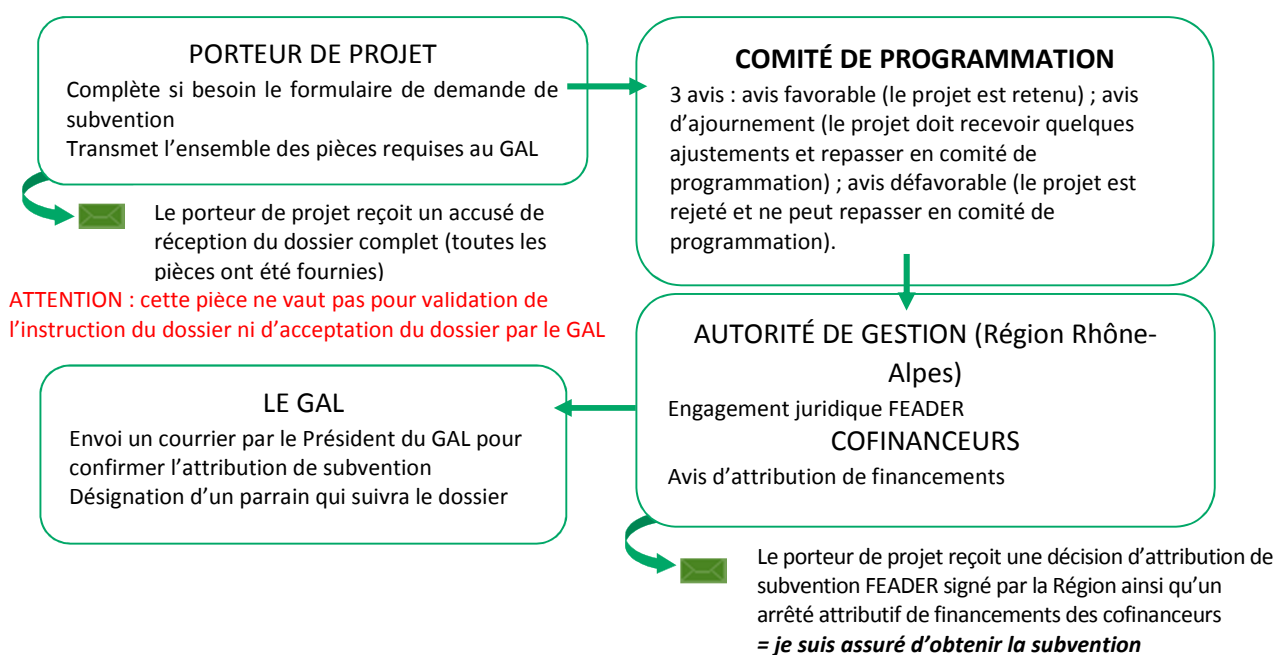 PORTEUR DE PROJET
Complète si besoin le formulaire de demande de
subvention
Transmet l’ensemble des pièces requises au GAL
Le porteur de projet reçoit un accusé de
réception du dossier complet (toutes les
pièces ont été fournies)
ATTENTION : cette pièce ne vaut pas pour validation de
l’instruction du dossier ni d’acceptation du dossier par le GAL
COMITÉ DE PROGRAMMATION
3 avis : avis favorable (le projet est retenu) ; avis
d’ajournement (le projet doit recevoir quelques
ajustements et repasser en comité de
programmation) ; avis défavorable (le projet est
rejeté et ne peut repasser en comité de
programmation).
AUTORITÉ DE GESTION (Région Rhône-
Alpes)
Engagement juridique FEADER
COFINANCEURS
Avis d’attribution de financements
LE GAL
Envoi un courrier par le Président du GAL pour
confirmer l’attribution de subvention
Désignation d’un parrain qui suivra le dossier
Le porteur de projet reçoit une décision d’attribution de
subvention FEADER signé par la Région ainsi qu’un
arrêté attributif de financements des cofinanceurs
= je suis assuré d’obtenir la subvention